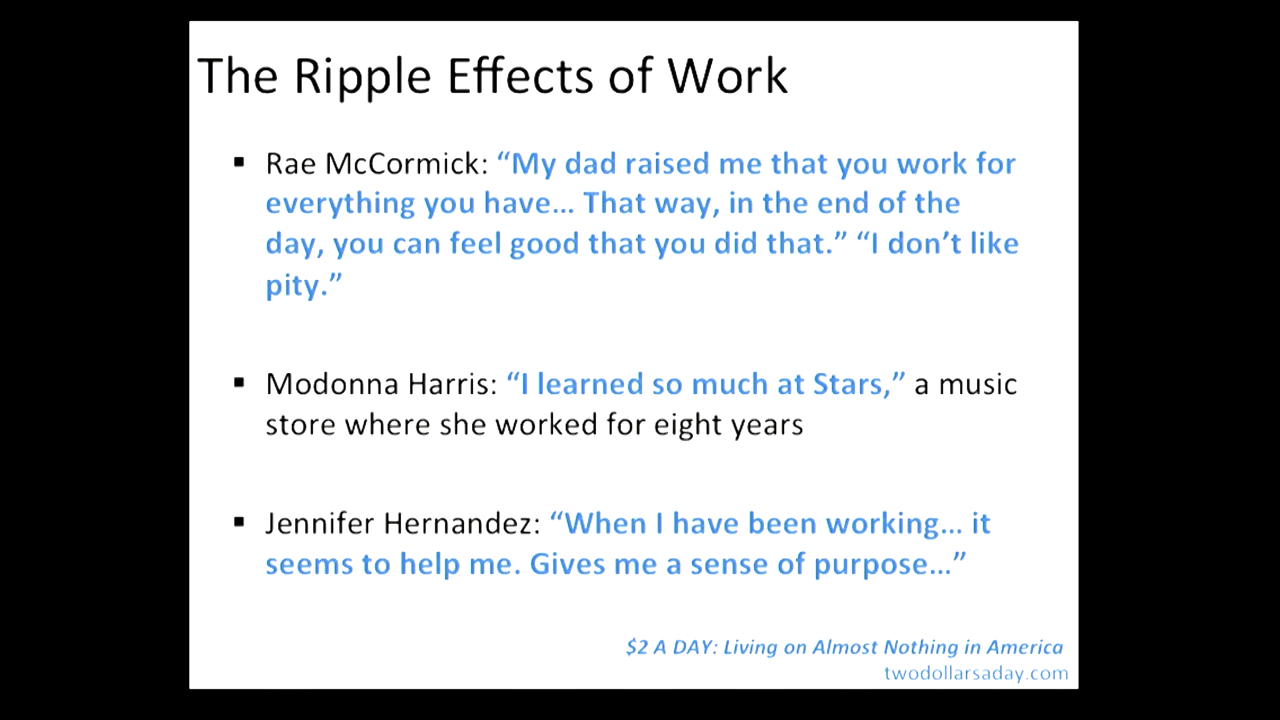 The Ripple Effects of Work
▪ Rae McCormick: “My dad raised me that you work for
everything you have… That way, in the end of the
day, you can feel good that you did that.” “I don’t like
pity.”
▪ Modonna Harris: “I learned so much at Stars,” a music
store where she worked for eight years
▪ Jennifer Hernandez: “When I have been working… it
seems to help me. Gives me a sense of purpose…”
$2 A DAY: Living on Almost Nothing in America
twodollarsaday.com